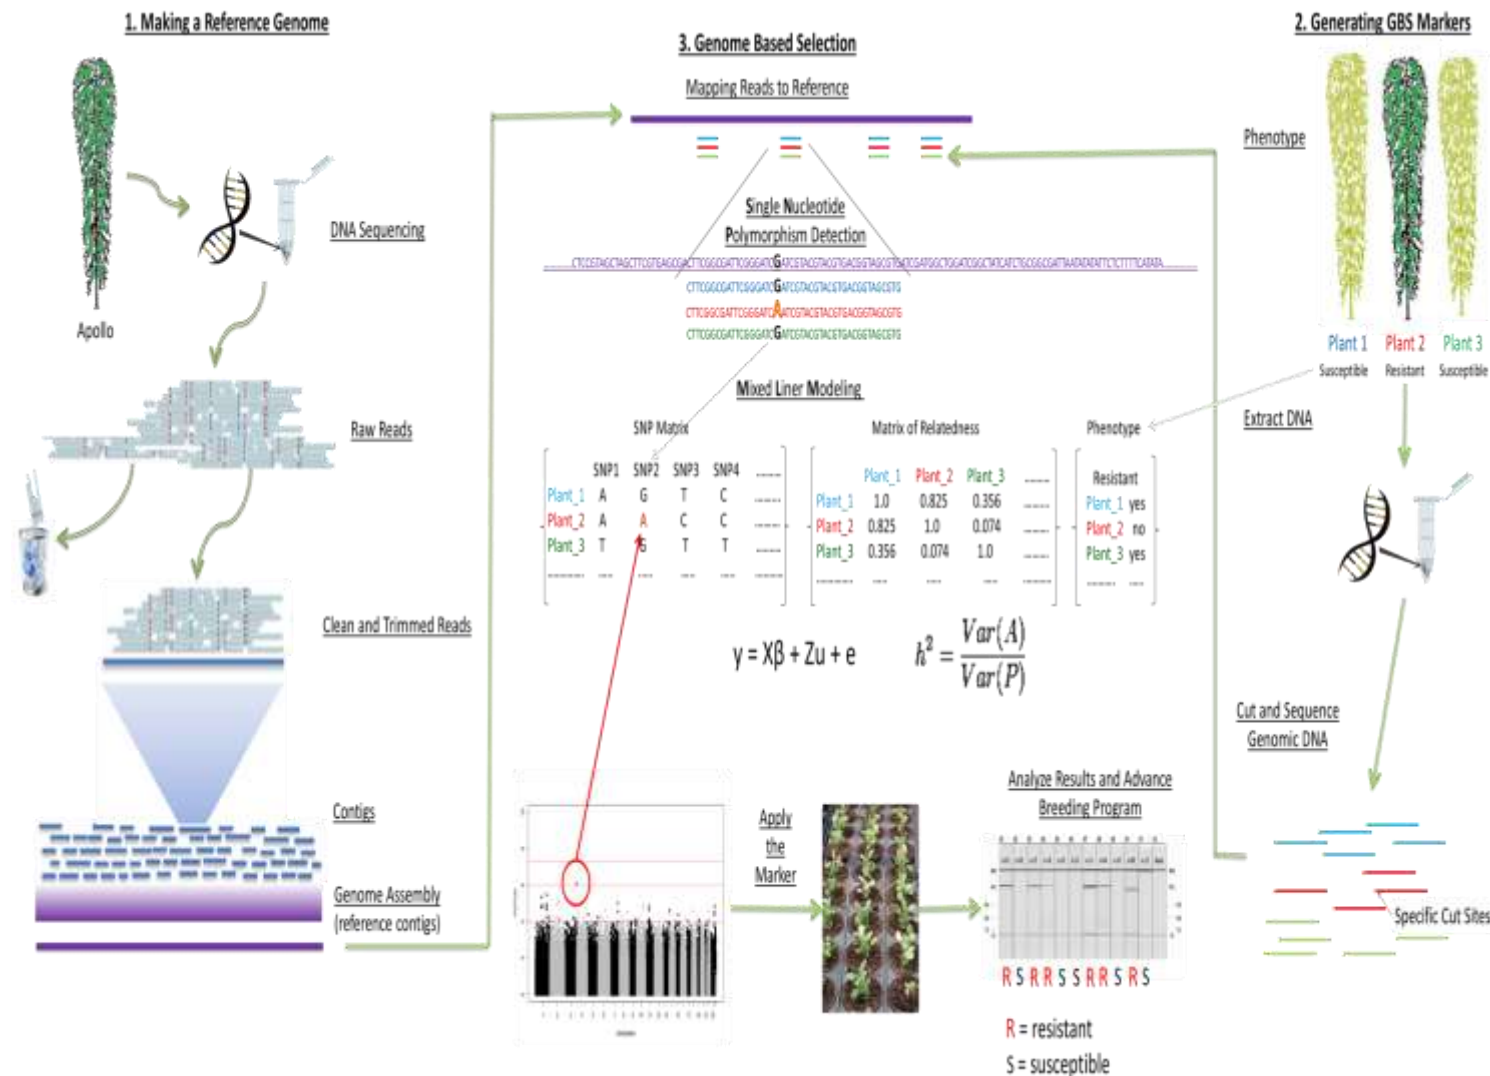 1. Making a Reference Genome
Apollo
DNA Sequencing
Raw Reads
Clean and Trimmed Reads
Contigs
Genome Assembly
(reference contigs)
3. Genome Based Selection
Mapping Reads to Reference
Single Nucleotide
Polymorphism Detection
CTTCGGCGATTCGGGATCGATCGTACGTACGTGACGGTAGCGTG
CTTCGGCGATTCGGGATCAATCGTACGTACGTGACGGTAGCGTG
CTTCGGCGATTCGGGATCGATCGTACGTACGTGACGGTAGCGTG
Mixed Liner Modeling
SNP Matrix
SNP1 SNP2 SNP3 SNP4 ......
Plant_1 A G T C
Plant_2 A A C C
Plant_3 T G T T
Matrix of Relatedness
Plant_1 Plant_2 Plant_3 ......
Plant_1 1.0 0.825 0.356
Plant_2 0.825 1.0 0.074
Plant_3 0.356 0.074 1.0
Phenotype
Resistant
Plant_1 yes
Plant_2 no
Plant_3 yes
y = Xβ + Zu + e
h² = Var(A) / Var(P)
Apply
the
Marker
Analyze Results and Advance
Breeding Program
R S R R S S R R S R S
R = resistant
S = susceptible
2. Generating GBS Markers
Phenotype
Plant 1 Plant 2 Plant 3
Susceptible Resistant Susceptible
Extract DNA
Cut and Sequence
Genomic DNA
Specific Cut Sites